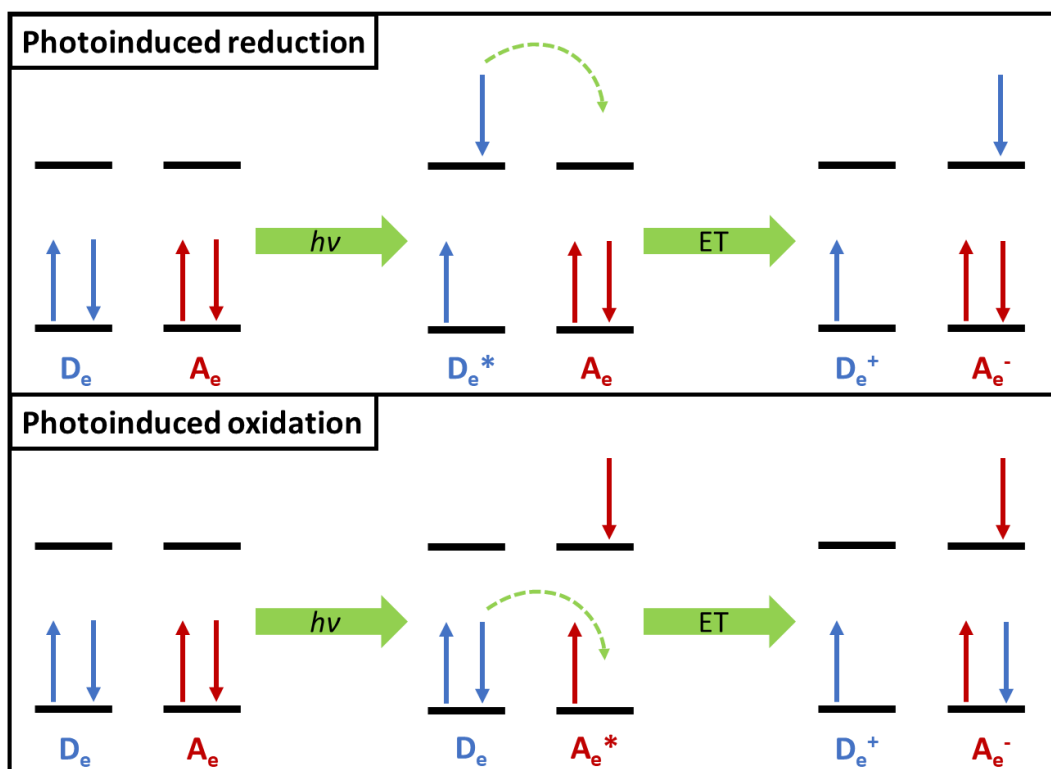 Photoinduced reduction
hν ET
Dₑ Aₑ Dₑ* Aₑ Dₑ⁺ Aₑ⁻
Photoinduced oxidation
hν ET
Dₑ Aₑ Dₑ Aₑ* Dₑ⁺ Aₑ⁻